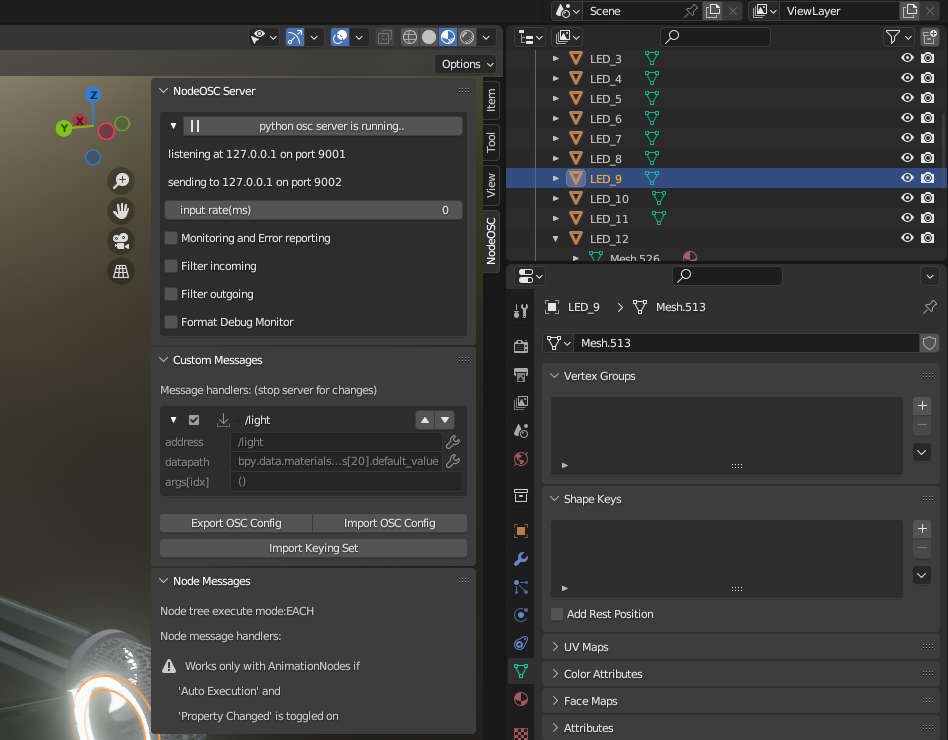 Scene
ViewLayer
Options
Z
X
Y
NodeOSC Server
python osc server is running..
listening at 127.0.0.1 on port 9001
sending to 127.0.0.1 on port 9002
input rate(ms) 0
Monitoring and Error reporting
Filter incoming
Filter outgoing
Format Debug Monitor
Custom Messages
Message handlers: (stop server for changes)
/light
address /light
datapath bpy.data.materials...s[20].default_value
args[idx] ()
Export OSC Config Import OSC Config
Import Keying Set
Node Messages
Node tree execute mode:EACH
Node message handlers:
Works only with AnimationNodes if
'Auto Execution' and
'Property Changed' is toggled on
Item
Tool
View
NodeOSC
LED_3
LED_4
LED_5
LED_6
LED_7
LED_8
LED_9
LED_10
LED_11
LED_12
Mesh.526
LED_9 Mesh.513
Mesh.513
Vertex Groups
Shape Keys
Add Rest Position
UV Maps
Color Attributes
Face Maps
Attributes